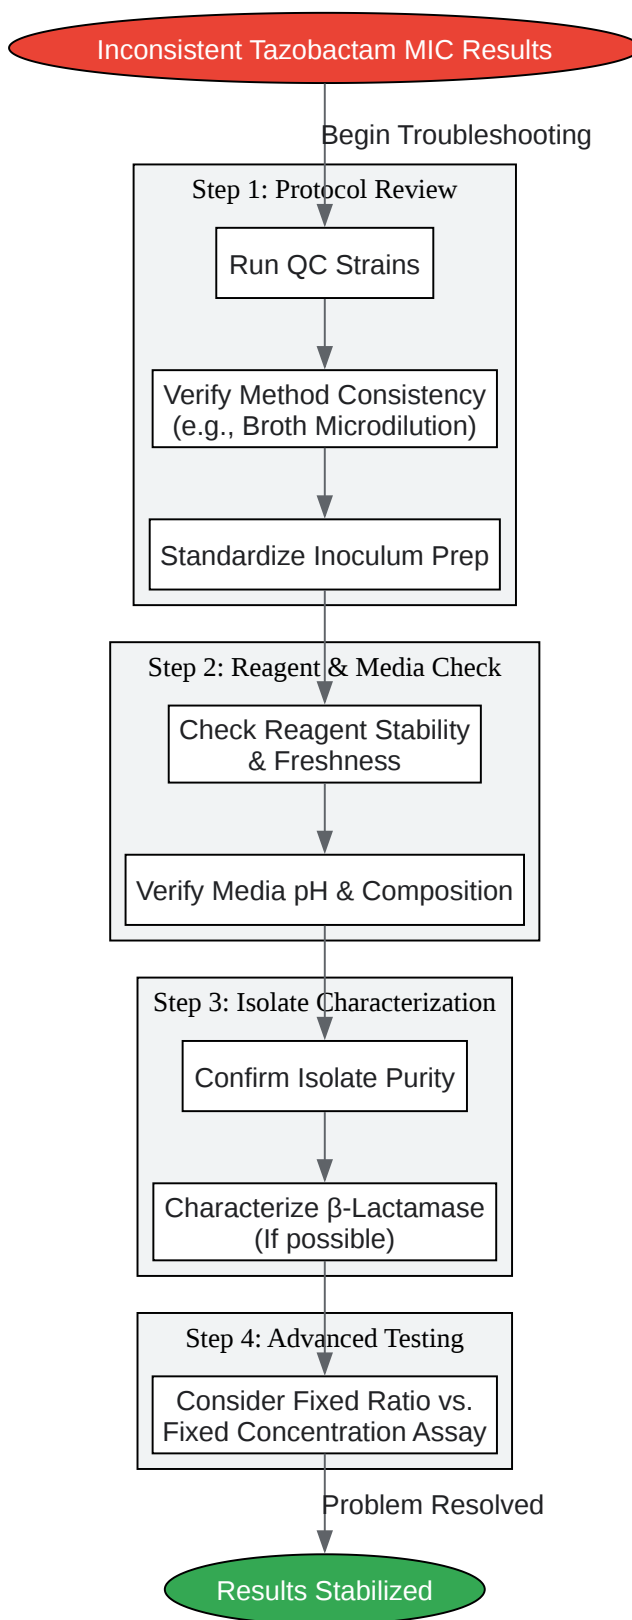 Inconsistent Tazobactam MIC Results
Begin Troubleshooting
Step 1: Protocol Review
Run QC Strains
Verify Method Consistency
(e.g., Broth Microdilution)
Standardize Inoculum Prep
Step 2: Reagent & Media Check
Check Reagent Stability
& Freshness
Verify Media pH & Composition
Step 3: Isolate Characterization
Confirm Isolate Purity
Characterize β-Lactamase
(If possible)
Step 4: Advanced Testing
Consider Fixed Ratio vs.
Fixed Concentration Assay
Problem Resolved
Results Stabilized